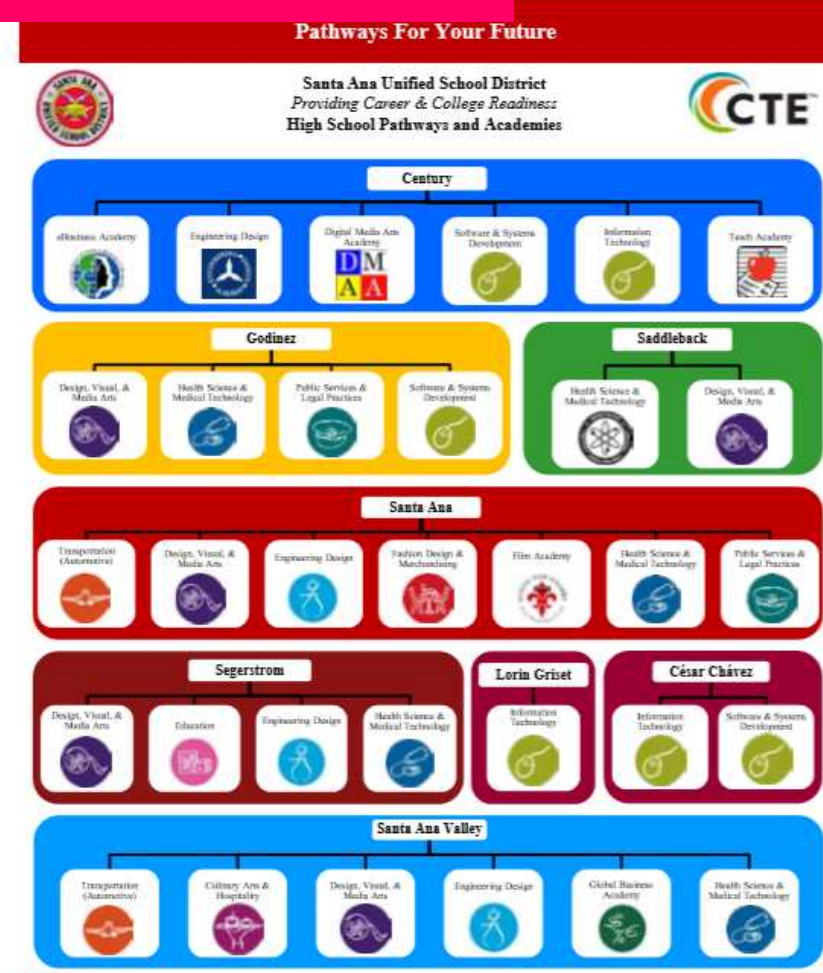 Pathways For Your Future
Santa Ana Unified School District
Providing Career & College Readiness
High School Pathways and Academies
SANTA ANA
UNIFIED SCHOOL DISTRICT
CTE™
Century
eBusiness Academy
Engineering Design
Digital Media Arts
Academy
DM
AA
Software & Systems
Development
Information
Technology
Teach Academy
Godinez
Design, Visual, &
Media Arts
Health Science &
Medical Technology
Public Services &
Legal Practices
Software & Systems
Development
Saddleback
Health Science &
Medical Technology
Design, Visual, &
Media Arts
Santa Ana
Transportation
(Automotive)
Design, Visual, &
Media Arts
Engineering Design
Fashion Design &
Merchandising
Film Academy
Health Science &
Medical Technology
Public Services &
Legal Practices
Segerstrom
Design, Visual, &
Media Arts
Education
Engineering Design
Health Science &
Medical Technology
Lorin Griset
Information
Technology
César Chávez
Information
Technology
Software & Systems
Development
Santa Ana Valley
Transportation
(Automotive)
Culinary Arts &
Hospitality
Design, Visual, &
Media Arts
Engineering Design
Global Business
Academy
Health Science &
Medical Technology